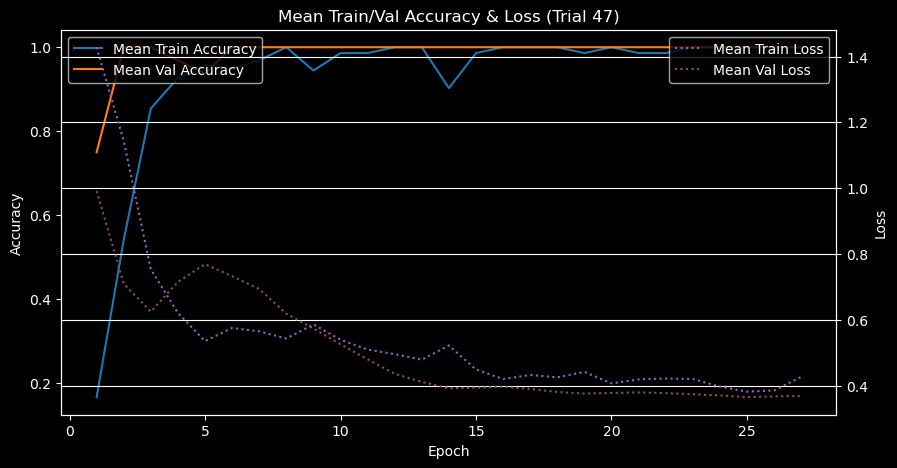 Mean Train/Val Accuracy & Loss (Trial 47)
Mean Train Accuracy
Mean Val Accuracy
Mean Train Loss
Mean Val Loss
1.0
0.8
0.6
0.4
0.2
Accuracy
1.4
1.2
1.0
0.8
0.6
0.4
Loss
0 5 10 15 20 25
Epoch